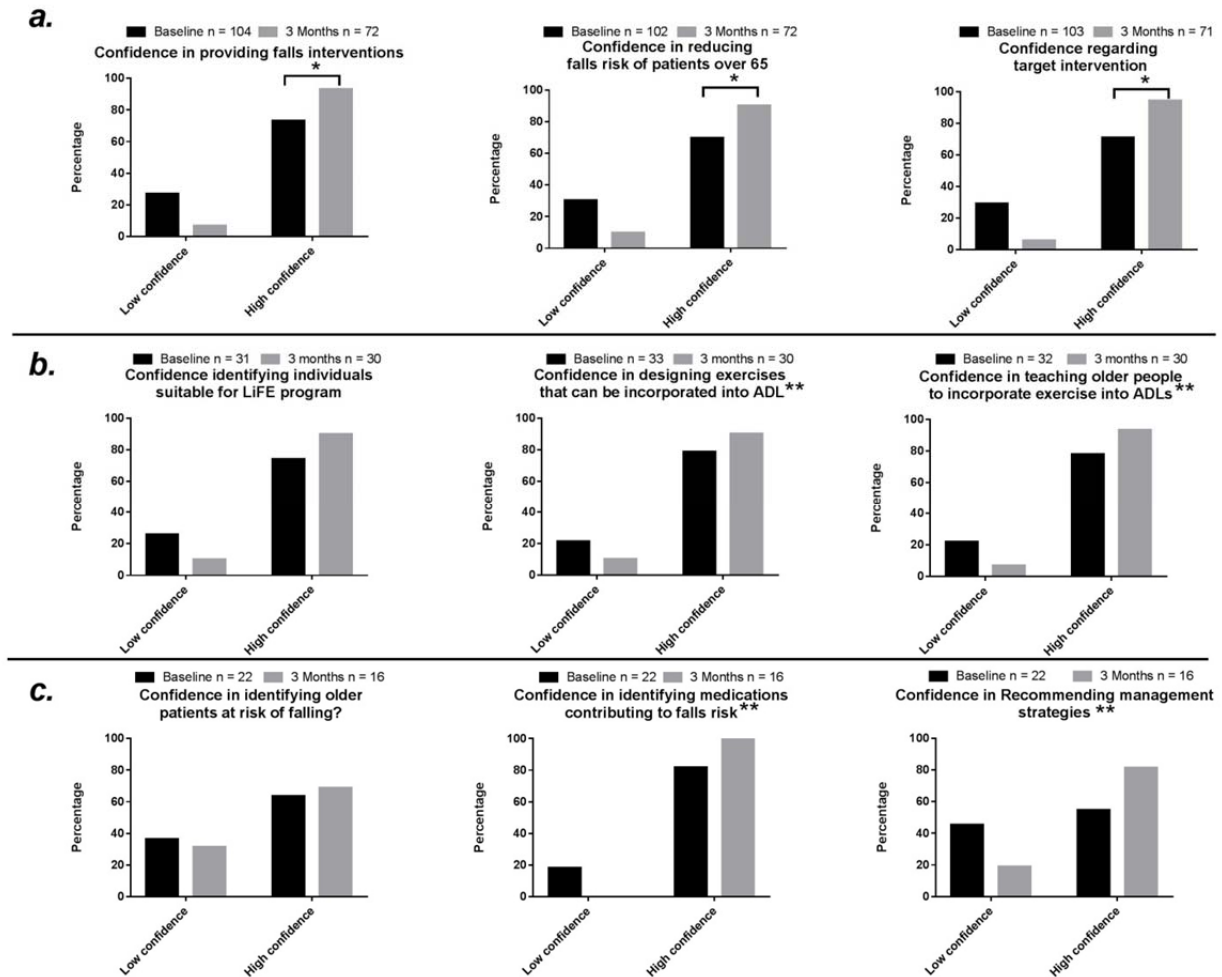 a.
Baseline n = 104 3 Months n = 72
Confidence in providing falls interventions
*
Percentage
100
80
60
40
20
0
Low confidence
High confidence
Baseline n = 102 3 Months n = 72
Confidence in reducing
falls risk of patients over 65
*
Percentage
100
80
60
40
20
0
Low confidence
High confidence
Baseline n = 103 3 Months n = 71
Confidence regarding
target intervention
*
Percentage
100
80
60
40
20
0
Low confidence
High confidence
b.
Baseline n = 31 3 months n = 30
Confidence identifying individuals
suitable for LiFE program
Percentage
100
80
60
40
20
0
Low confidence
High confidence
Baseline n = 33 3 months n = 30
Confidence in designing exercises
that can be incorporated into ADL**
Percentage
100
80
60
40
20
0
Low confidence
High confidence
Baseline n = 32 3 months n = 30
Confidence in teaching older people
to incorporate exercise into ADLs**
Percentage
100
80
60
40
20
0
Low confidence
High confidence
c.
Baseline n = 22 3 Months n = 16
Confidence in identifying older
patients at risk of falling?
Percentage
100
80
60
40
20
0
Low confidence
High confidence
Baseline n = 22 3 Months n = 16
Confidence in identifying medications
contributing to falls risk**
Percentage
100
80
60
40
20
0
Low confidence
High confidence
Baseline n = 22 3 Months n = 16
Confidence in Recommending management
strategies **
Percentage
100
80
60
40
20
0
Low confidence
High confidence